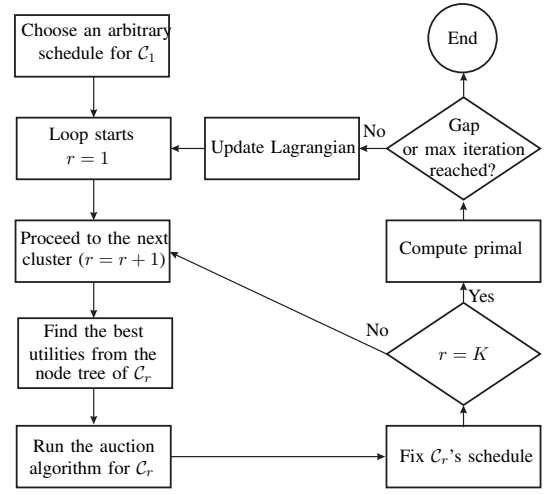 Choose an arbitrary
schedule for C₁
Loop starts
r = 1
Proceed to the next
cluster (r = r + 1)
Find the best
utilities from the
node tree of Cᵣ
Run the auction
algorithm for Cᵣ
Fix Cᵣ's schedule
r = K
No
Yes
Compute primal
Gap
or max iteration
reached?
No
Update Lagrangian
End